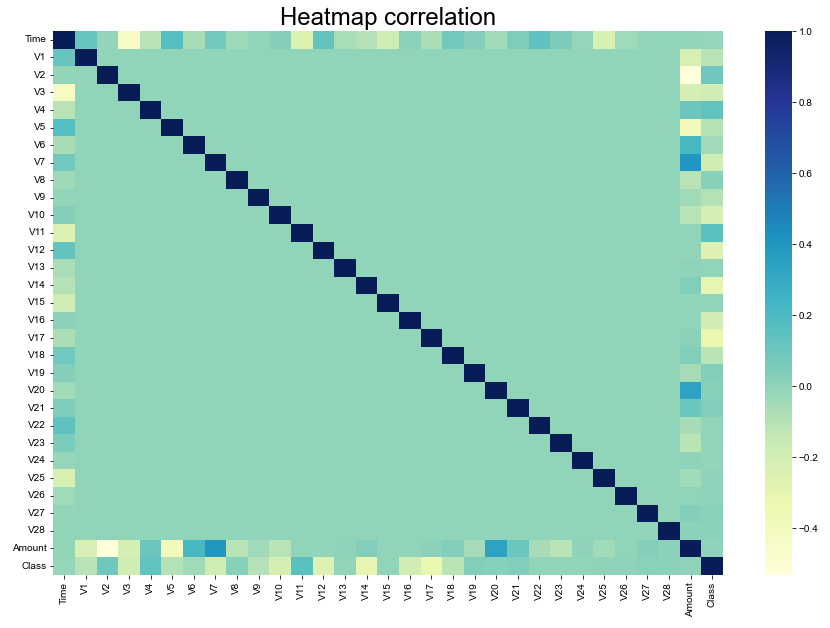 Heatmap correlation
Time
V1
V2
V3
V4
V5
V6
V7
V8
V9
V10
V11
V12
V13
V14
V15
V16
V17
V18
V19
V20
V21
V22
V23
V24
V25
V26
V27
V28
Amount
Class
Time V1 V2 V3 V4 V5 V6 V7 V8 V9 V10 V11 V12 V13 V14 V15 V16 V17 V18 V19 V20 V21 V22 V23 V24 V25 V26 V27 V28 Amount Class
1.0
0.8
0.6
0.4
0.2
0.0
−0.2
−0.4